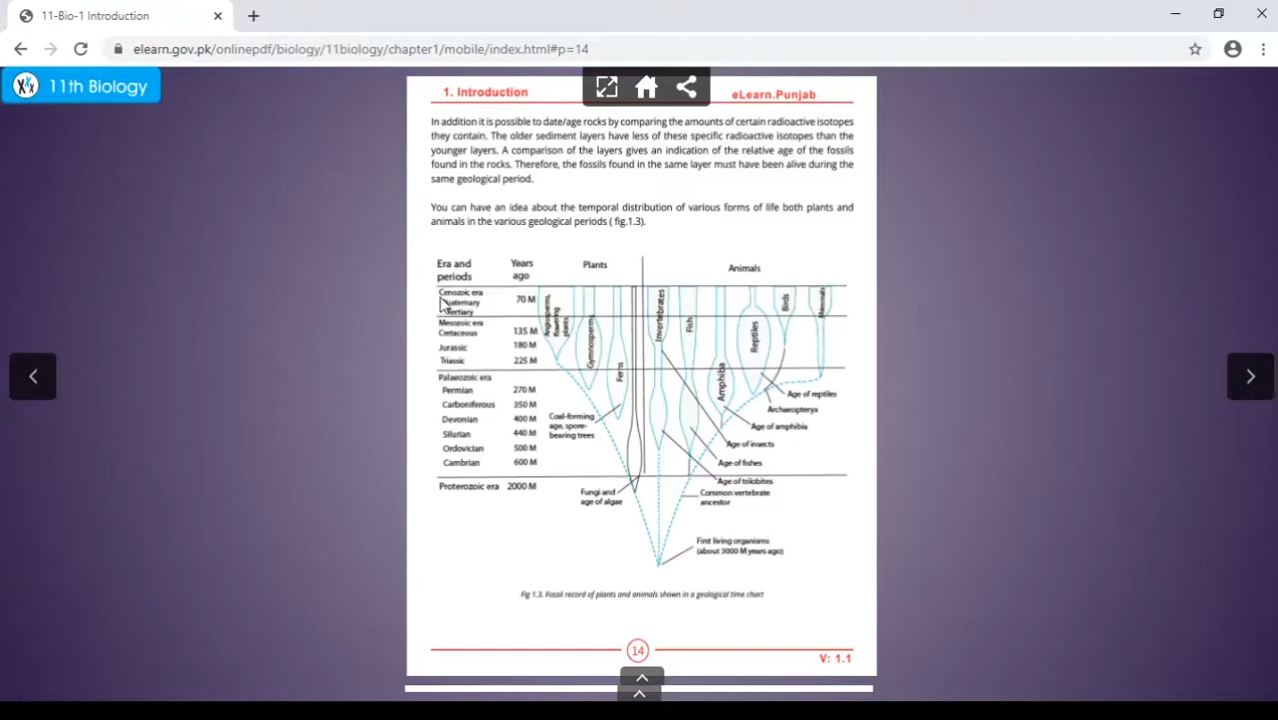 11-Bio-1 Introduction
elearn.gov.pk/onlinepdf/biology/11biology/chapter1/mobile/index.html#p=14
11th Biology
1. Introduction
eLearn.Punjab
In addition it is possible to date/age rocks by comparing the amounts of certain radioactive isotopes
they contain. The older sediment layers have less of these specific radioactive isotopes than the
younger layers. A comparison of the layers gives an indication of the relative age of the fossils
found in the rocks. Therefore, the fossils found in the same layer must have been alive during the
same geological period.
You can have an idea about the temporal distribution of various forms of life both plants and
animals in the various geological periods ( fig.1.3).
Era and
periods
Years
ago
Plants
Animals
Cenozoic era
uaternary
Tertiary
70 M
Mesozoic era
Cretaceous
135 M
Jurassic
180 M
Triassic
225 M
Palaeozoic era
Permian
270 M
Carboniferous
350 M
Devonian
400 M
Silurian
440 M
Ordovician
500 M
Cambrian
600 M
Proterozoic era
2000 M
Angiosperms,
flowering
plants
Gymnosperm
Ferns
Invertebrates
Fish
Amphiba
Reptiles
Birds
Mammals
Coal-forming
age, spore-
bearing trees
Age of reptiles
Archaeopteryx
Age of amphibia
Age of insects
Age of fishes
Age of trilobites
Fungi and
age of algae
Common vertebrate
ancestor
First living organisms
(about 3000 M years ago)
Fig 1.3. Fossil record of plants and animals shown in a geological time chart
14
V: 1.1